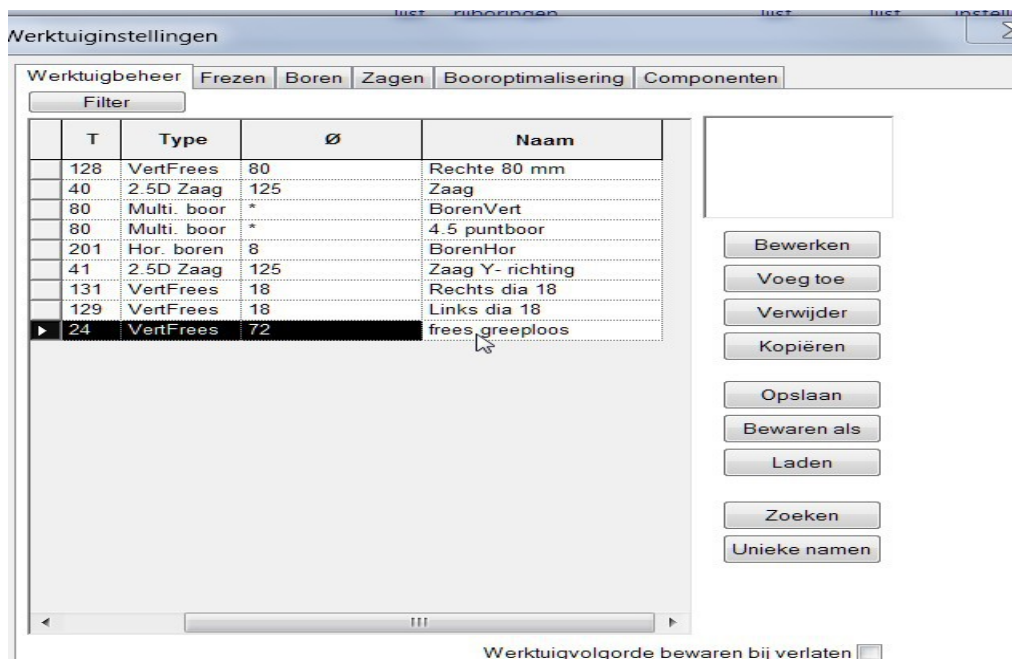 lijst rijboringen lijst lijst
Werktuiginstellingen
Werktuigbeheer Frezen Boren Zagen Booroptimalisering Componenten
Filter
T Type Ø Naam
128 VertFrees 80 Rechte 80 mm
40 2.5D Zaag 125 Zaag
80 Multi. boor * BorenVert
80 Multi. boor * 4.5 puntboor
201 Hor. boren 8 BorenHor
41 2.5D Zaag 125 Zaag Y- richting
131 VertFrees 18 Rechts dia 18
129 VertFrees 18 Links dia 18
24 VertFrees 72 frees greeploos
Bewerken
Voeg toe
Verwijder
Kopiëren
Opslaan
Bewaren als
Laden
Zoeken
Unieke namen
Werktuigvolgorde bewaren bij verlaten